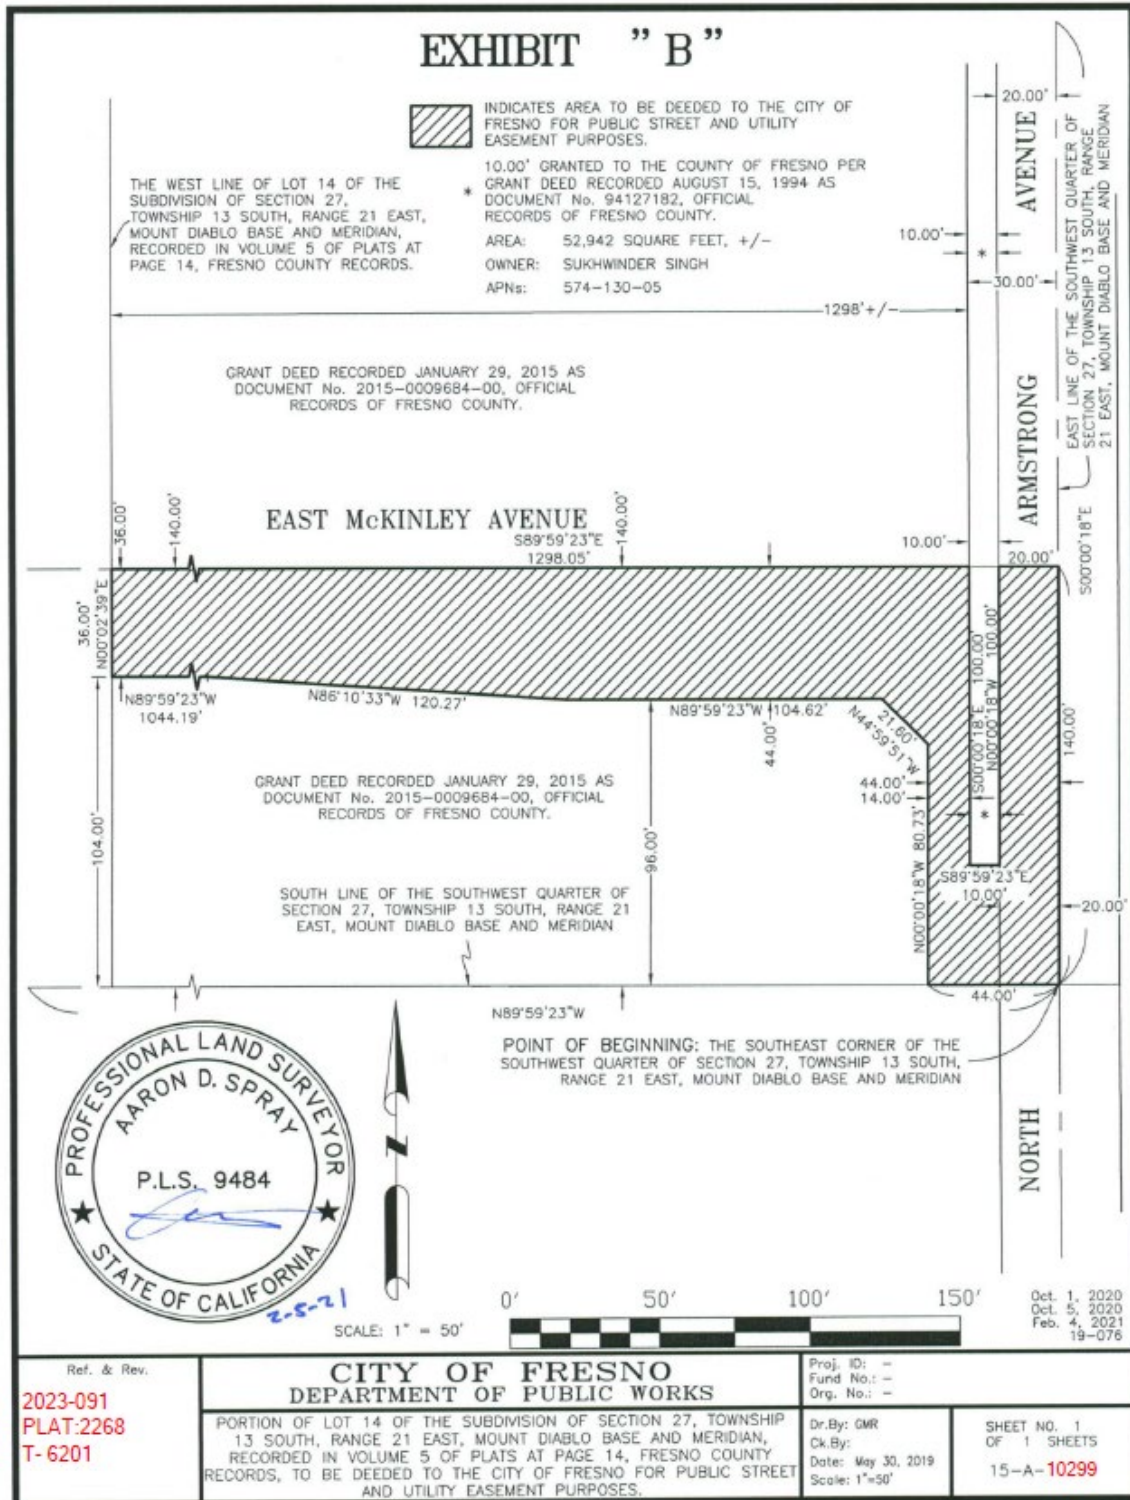 EXHIBIT "B"
INDICATES AREA TO BE DEEDED TO THE CITY OF
FRESNO FOR PUBLIC STREET AND UTILITY
EASEMENT PURPOSES.
* 10.00' GRANTED TO THE COUNTY OF FRESNO PER
GRANT DEED RECORDED AUGUST 15, 1994 AS
DOCUMENT No. 94127182, OFFICIAL
RECORDS OF FRESNO COUNTY.
AREA: 52,942 SQUARE FEET, +/-
OWNER: SUKHWINDER SINGH
APNs: 574-130-05
THE WEST LINE OF LOT 14 OF THE
SUBDIVISION OF SECTION 27,
TOWNSHIP 13 SOUTH, RANGE 21 EAST,
MOUNT DIABLO BASE AND MERIDIAN,
RECORDED IN VOLUME 5 OF PLATS AT
PAGE 14, FRESNO COUNTY RECORDS.
20.00'
AVENUE
10.00'
*
30.00'
1298'+/-
EAST LINE OF THE SOUTHWEST QUARTER OF
SECTION 27, TOWNSHIP 13 SOUTH, RANGE
21 EAST, MOUNT DIABLO BASE AND MERIDIAN
GRANT DEED RECORDED JANUARY 29, 2015 AS
DOCUMENT No. 2015-0009684-00, OFFICIAL
RECORDS OF FRESNO COUNTY.
ARMSTRONG
36.00'
140.00'
EAST McKINLEY AVENUE
S89°59'23"E
1298.05'
140.00'
10.00'
20.00'
S00°00'18"E
36.00'
N00°02'39"E
N89°59'23"W
1044.19'
N86°10'33"W 120.27'
N89°59'23"W 104.62'
44.00'
21.60'
N44°59'51"W
S00°00'18"E 100.00'
N00°00'18"W 100.00'
140.00'
44.00'
14.00'
*
N00°00'18"W 80.73'
S89°59'23"E
10.00'
20.00'
GRANT DEED RECORDED JANUARY 29, 2015 AS
DOCUMENT No. 2015-0009684-00, OFFICIAL
RECORDS OF FRESNO COUNTY.
104.00'
96.00'
SOUTH LINE OF THE SOUTHWEST QUARTER OF
SECTION 27, TOWNSHIP 13 SOUTH, RANGE 21
EAST, MOUNT DIABLO BASE AND MERIDIAN
44.00'
N89°59'23"W
POINT OF BEGINNING: THE SOUTHEAST CORNER OF THE
SOUTHWEST QUARTER OF SECTION 27, TOWNSHIP 13 SOUTH,
RANGE 21 EAST, MOUNT DIABLO BASE AND MERIDIAN
NORTH
PROFESSIONAL LAND SURVEYOR
AARON D. SPRAY
P.L.S. 9484
STATE OF CALIFORNIA
2-5-21
N
SCALE: 1" = 50'
0' 50' 100' 150'
Oct. 1, 2020
Oct. 5, 2020
Feb. 4, 2021
19-076
Ref. & Rev.
2023-091
PLAT:2268
T- 6201
CITY OF FRESNO
DEPARTMENT OF PUBLIC WORKS
PORTION OF LOT 14 OF THE SUBDIVISION OF SECTION 27, TOWNSHIP
13 SOUTH, RANGE 21 EAST, MOUNT DIABLO BASE AND MERIDIAN,
RECORDED IN VOLUME 5 OF PLATS AT PAGE 14, FRESNO COUNTY
RECORDS, TO BE DEEDED TO THE CITY OF FRESNO FOR PUBLIC STREET
AND UTILITY EASEMENT PURPOSES.
Proj. ID: -
Fund No.: -
Org. No.: -
Dr.By: GMR
Ck.By:
Date: May 30, 2019
Scale: 1"=50'
SHEET NO. 1
OF 1 SHEETS
15-A-10299